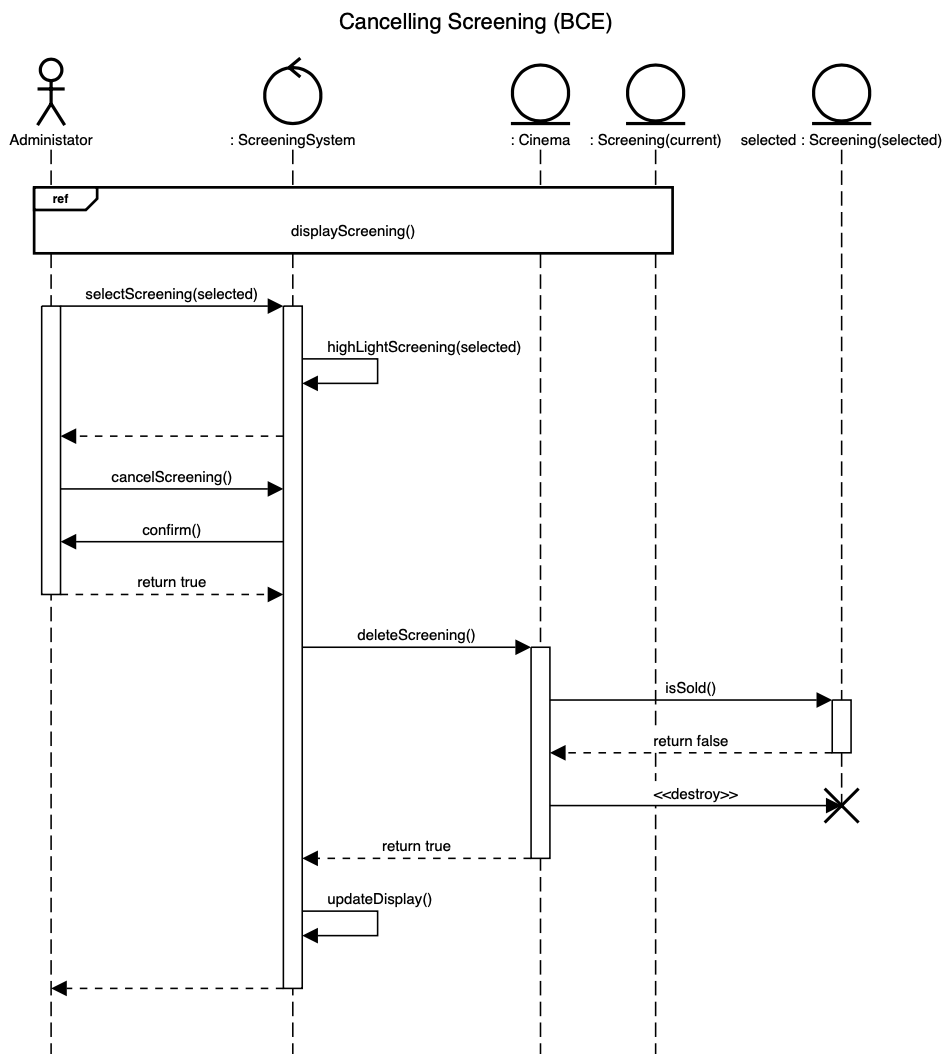 Cancelling Screening (BCE)
Administator
: ScreeningSystem
: Cinema
: Screening(current)
selected : Screening(selected)
ref
displayScreening()
selectScreening(selected)
highLightScreening(selected)
cancelScreening()
confirm()
return true
deleteScreening()
isSold()
return false
<<destroy>>
return true
updateDisplay()